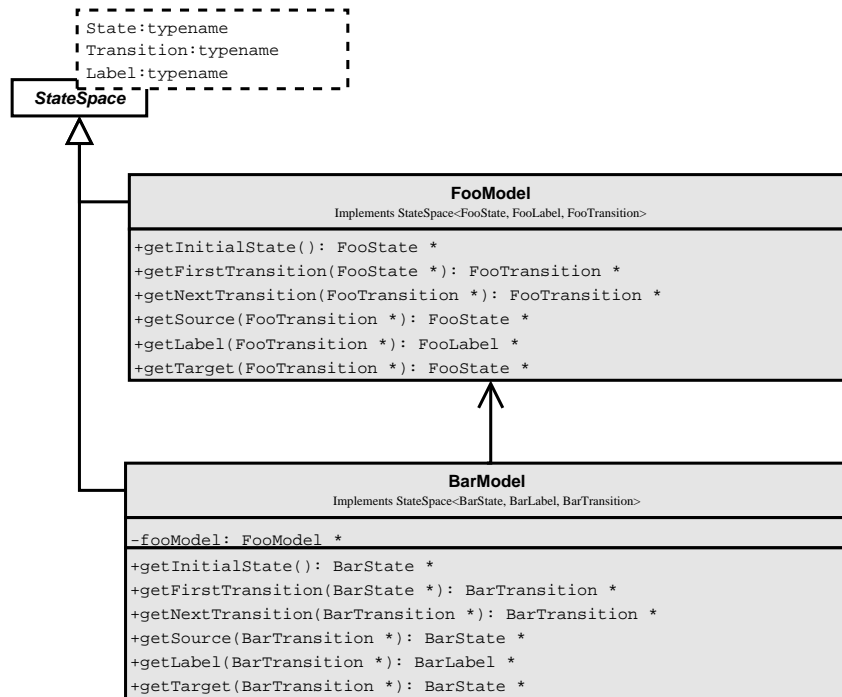 State:typename
Transition:typename
Label:typename
StateSpace
FooModel
Implements StateSpace<FooState, FooLabel, FooTransition>
+getInitialState(): FooState *
+getFirstTransition(FooState *): FooTransition *
+getNextTransition(FooTransition *): FooTransition *
+getSource(FooTransition *): FooState *
+getLabel(FooTransition *): FooLabel *
+getTarget(FooTransition *): FooState *
BarModel
Implements StateSpace<BarState, BarLabel, BarTransition>
-fooModel: FooModel *
+getInitialState(): BarState *
+getFirstTransition(BarState *): BarTransition *
+getNextTransition(BarTransition *): BarTransition *
+getSource(BarTransition *): BarState *
+getLabel(BarTransition *): BarLabel *
+getTarget(BarTransition *): BarState *